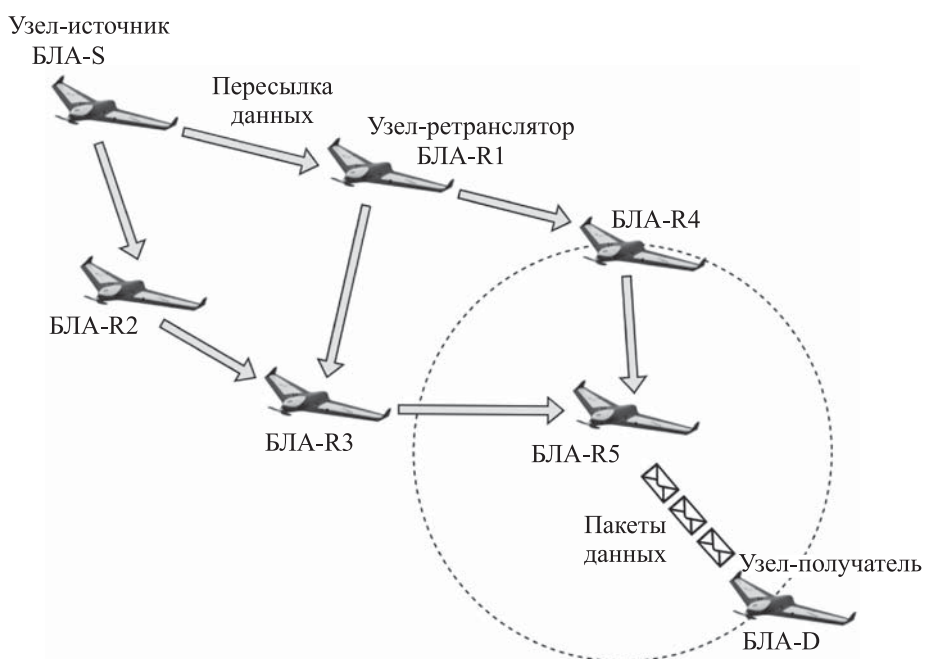 Узел-источник
БЛА-S
Пересылка
данных
Узел-ретранслятор
БЛА-R1
БЛА-R4
БЛА-R2
БЛА-R3
БЛА-R5
Пакеты
данных
Узел-получатель
БЛА-D